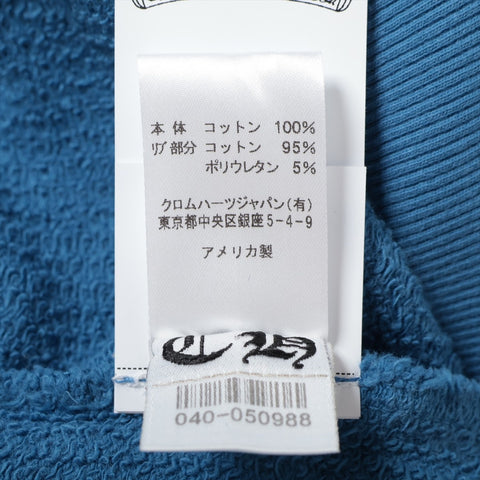 本体 コットン 100%
リブ部分 コットン 95%
ポリウレタン 5%
クロムハーツジャパン(有)
東京都中央区銀座5-4-9
アメリカ製
CH
040-050988